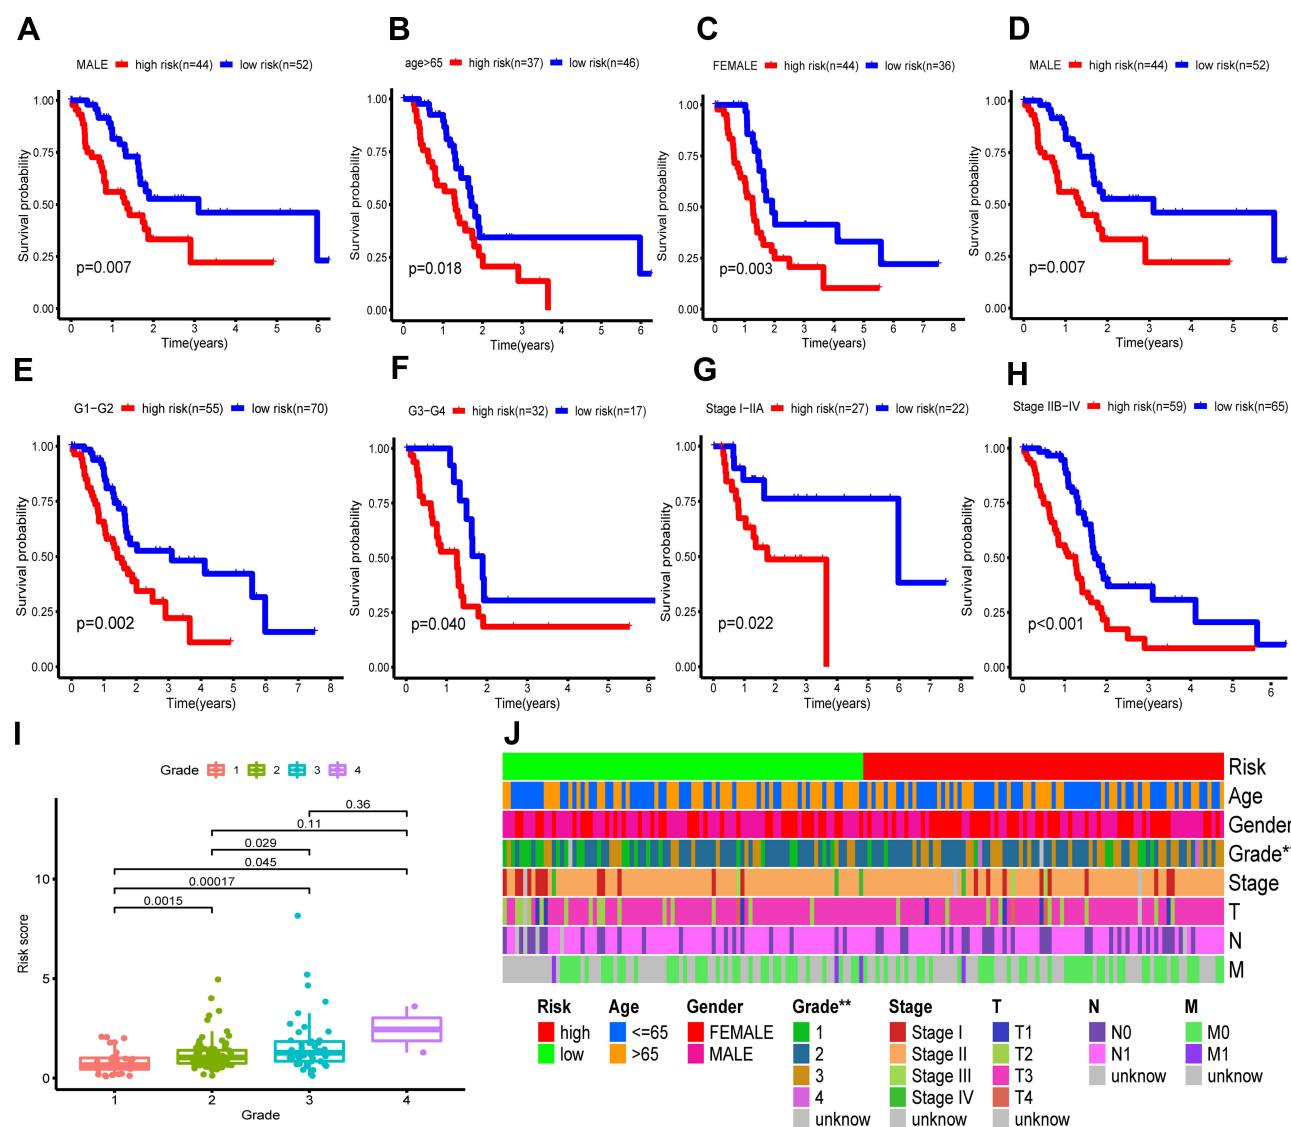 A
MALE high risk(n=44) low risk(n=52)
Survival probability
1.00
0.75
0.50
0.25
0.00
p=0.007
0 1 2 3 4 5 6
Time(years)
B
age>65 high risk(n=37) low risk(n=46)
Survival probability
1.00
0.75
0.50
0.25
0.00
p=0.018
0 1 2 3 4 5 6
Time(years)
C
FEMALE high risk(n=44) low risk(n=36)
Survival probability
1.00
0.75
0.50
0.25
0.00
p=0.003
0 1 2 3 4 5 6 7 8
Time(years)
D
MALE high risk(n=44) low risk(n=52)
Survival probability
1.00
0.75
0.50
0.25
0.00
p=0.007
0 1 2 3 4 5 6
Time(years)
E
G1−G2 high risk(n=55) low risk(n=70)
Survival probability
1.00
0.75
0.50
0.25
0.00
p=0.002
0 1 2 3 4 5 6 7 8
Time(years)
F
G3−G4 high risk(n=32) low risk(n=17)
Survival probability
1.00
0.75
0.50
0.25
0.00
p=0.040
0 1 2 3 4 5 6
Time(years)
G
Stage I−IIA high risk(n=27) low risk(n=22)
Survival probability
1.00
0.75
0.50
0.25
0.00
p=0.022
0 1 2 3 4 5 6 7 8
Time(years)
H
Stage IIB−IV high risk(n=59) low risk(n=65)
Survival probability
1.00
0.75
0.50
0.25
0.00
p<0.001
0 1 2 3 4 5 6
Time(years)
I
Grade 1 2 3 4
Risk score
10
5
0
0.36
0.11
0.029
0.045
0.00017
0.0015
1 2 3 4
Grade
J
Risk
Age
Gender
Grade**
Stage
T
N
M
Risk
high
low
Age
<=65
>65
Gender
FEMALE
MALE
Grade**
1
2
3
4
unknow
Stage
Stage I
Stage II
Stage III
Stage IV
unknow
T
T1
T2
T3
T4
unknow
N
N0
N1
unknow
M
M0
M1
unknow